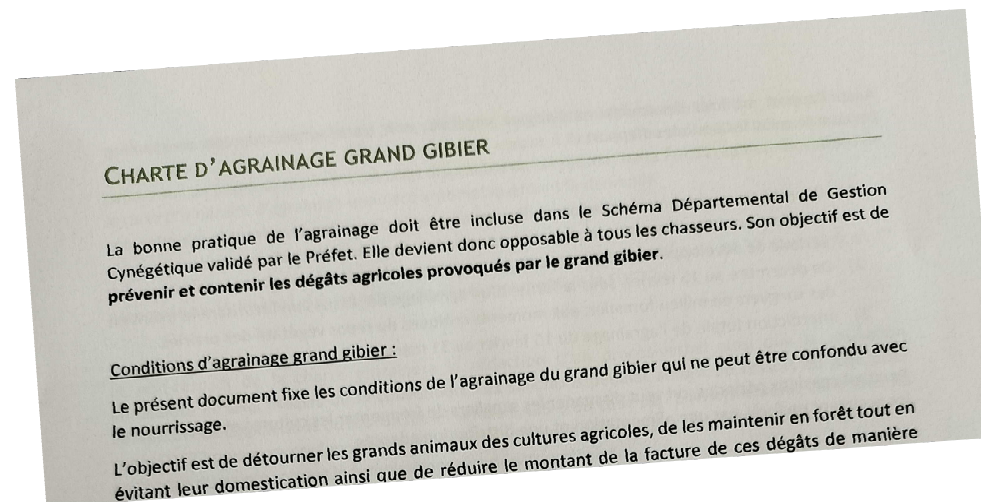 CHARTE D'AGRAINAGE GRAND GIBIER
La bonne pratique de l'agrainage doit être incluse dans le Schéma Départemental de Gestion
Cynégétique validé par le Préfet. Elle devient donc opposable à tous les chasseurs. Son objectif est de
prévenir et contenir les dégâts agricoles provoqués par le grand gibier.
Conditions d'agrainage grand gibier :
Le présent document fixe les conditions de l'agrainage du grand gibier qui ne peut être confondu avec
le nourrissage.
L'objectif est de détourner les grands animaux des cultures agricoles, de les maintenir en forêt tout en
évitant leur domestication ainsi que de réduire le montant de la facture de ces dégâts de manière